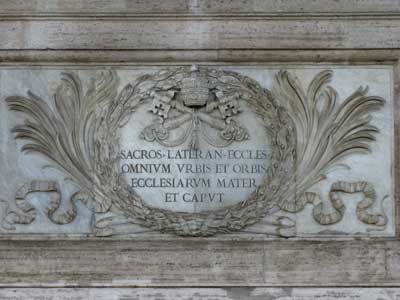 SACROS·LATERAN·ECCLES
OMNIVM VRBIS ET ORBIS
ECCLESIARVM MATER
ET CAPVT